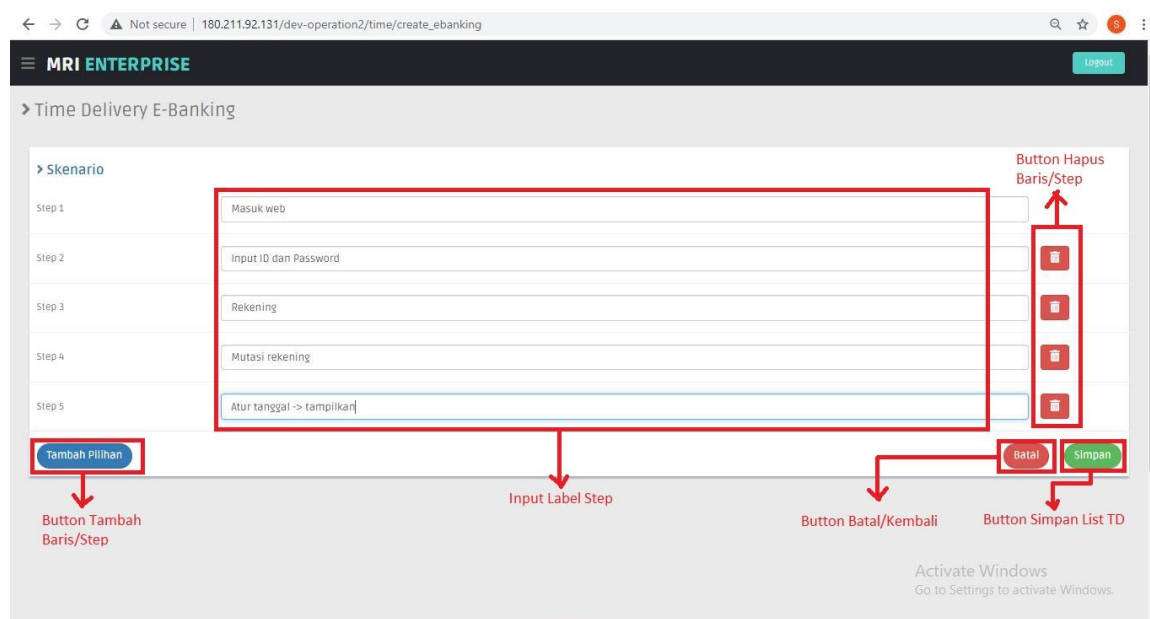 Not secure | 180.211.92.131/dev-operation2/time/create_ebanking
S
MRI ENTERPRISE
Logout
Time Delivery E-Banking
Skenario
Button Hapus
Baris/Step
Step 1
Masuk web
Step 2
Input ID dan Password
Step 3
Rekening
Step 4
Mutasi rekening
Step 5
Atur tanggal -> tampilkan
Tambah Pilihan
Batal
Simpan
Input Label Step
Button Tambah
Baris/Step
Button Batal/Kembali
Button Simpan List TD
Activate Windows
Go to Settings to activate Windows.